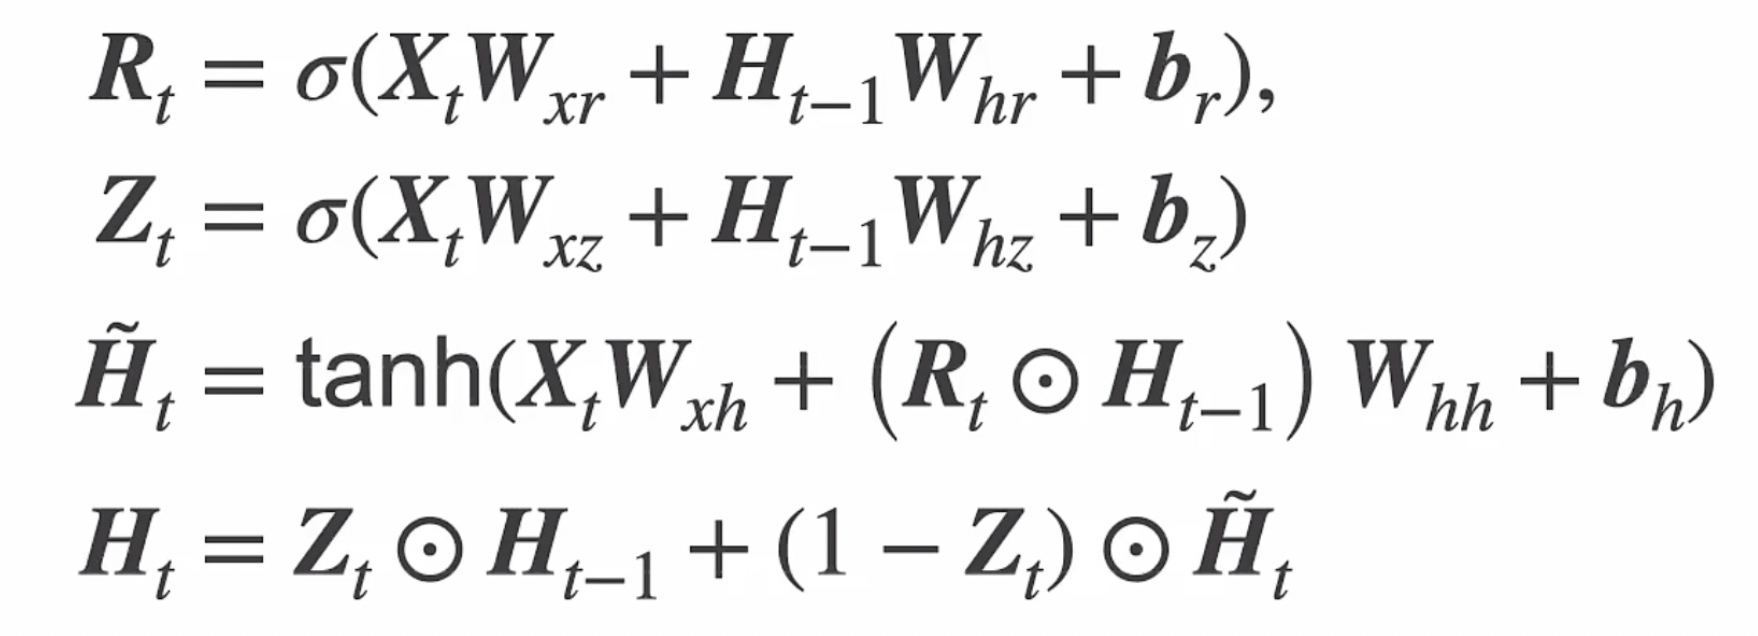 R_t = σ(X_t W_xr + H_t−1 W_hr + b_r),
Z_t = σ(X_t W_xz + H_t−1 W_hz + b_z)
H̃_t = tanh(X_t W_xh + (R_t ⊙ H_t−1) W_hh + b_h)
H_t = Z_t ⊙ H_t−1 + (1 − Z_t) ⊙ H̃_t